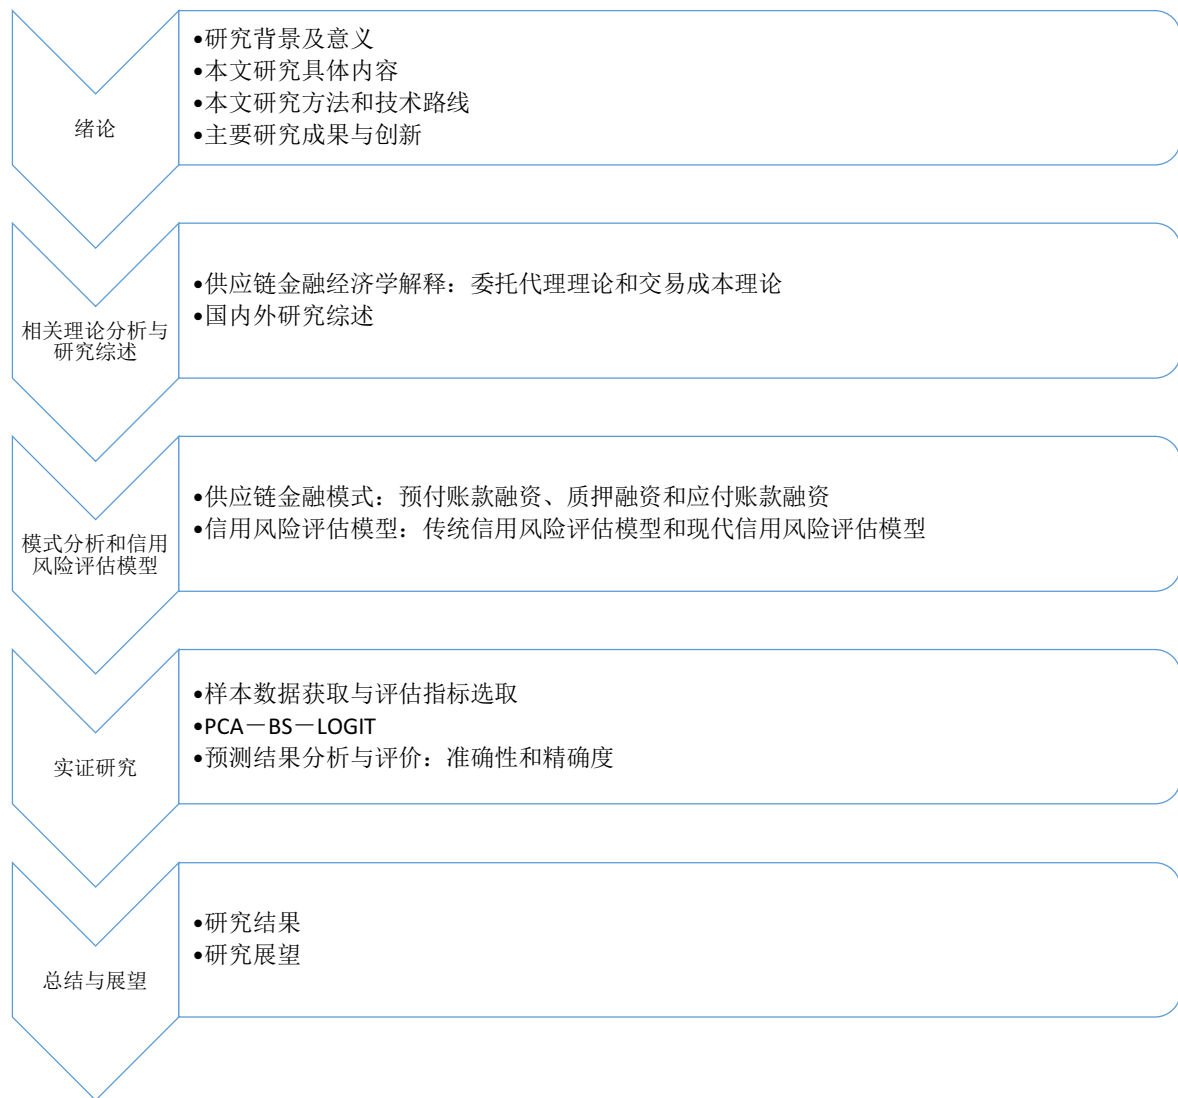 绪论
•研究背景及意义
•本文研究具体内容
•本文研究方法和技术路线
•主要研究成果与创新
相关理论分析与
研究综述
•供应链金融经济学解释：委托代理理论和交易成本理论
•国内外研究综述
模式分析和信用
风险评估模型
•供应链金融模式：预付账款融资、质押融资和应付账款融资
•信用风险评估模型：传统信用风险评估模型和现代信用风险评估模型
实证研究
•样本数据获取与评估指标选取
•PCA－BS－LOGIT
•预测结果分析与评价：准确性和精确度
总结与展望
•研究结果
•研究展望